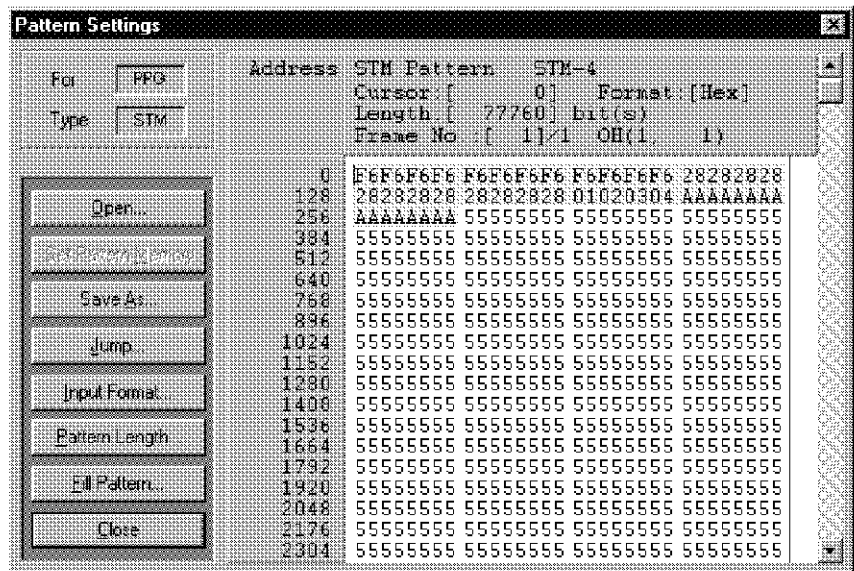 Pattern Settings
For PPG
Type STM
Address STM Pattern STM-4
Cursor:[ 0] Format:[Hex]
Length:[ 77760] bit(s)
Frame No.:[ 1]/1 OH(1, 1)
Open...
Set Pattern Memory
Save As...
Jump...
Input Format...
Pattern Length
Fill Pattern...
Close
0 F6F6F6F6 F6F6F6F6 F6F6F6F6 28282828
128 28282828 28282828 01020304 AAAAAAAA
256 AAAAAAAA 55555555 55555555 55555555
384 55555555 55555555 55555555 55555555
512 55555555 55555555 55555555 55555555
640 55555555 55555555 55555555 55555555
768 55555555 55555555 55555555 55555555
896 55555555 55555555 55555555 55555555
1024 55555555 55555555 55555555 55555555
1152 55555555 55555555 55555555 55555555
1280 55555555 55555555 55555555 55555555
1408 55555555 55555555 55555555 55555555
1536 55555555 55555555 55555555 55555555
1664 55555555 55555555 55555555 55555555
1792 55555555 55555555 55555555 55555555
1920 55555555 55555555 55555555 55555555
2048 55555555 55555555 55555555 55555555
2176 55555555 55555555 55555555 55555555
2304 55555555 55555555 55555555 55555555